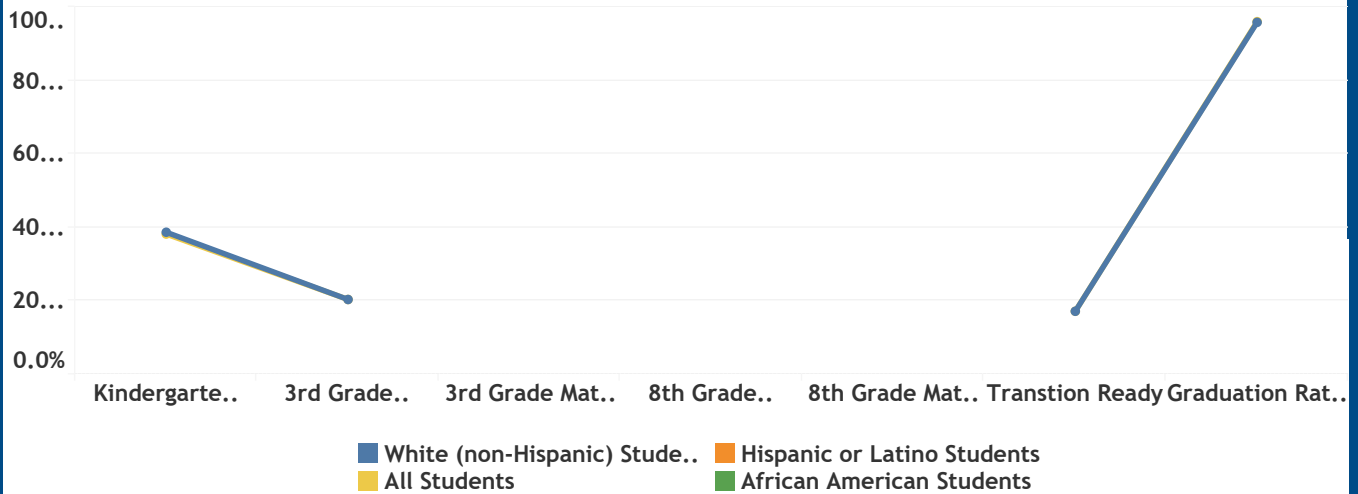 100..
80...
60...
40...
20...
0.0%
Kindergarte.. 3rd Grade.. 3rd Grade Mat.. 8th Grade.. 8th Grade Mat.. Transtion Ready Graduation Rat..
White (non-Hispanic) Stude.. Hispanic or Latino Students
All Students African American Students